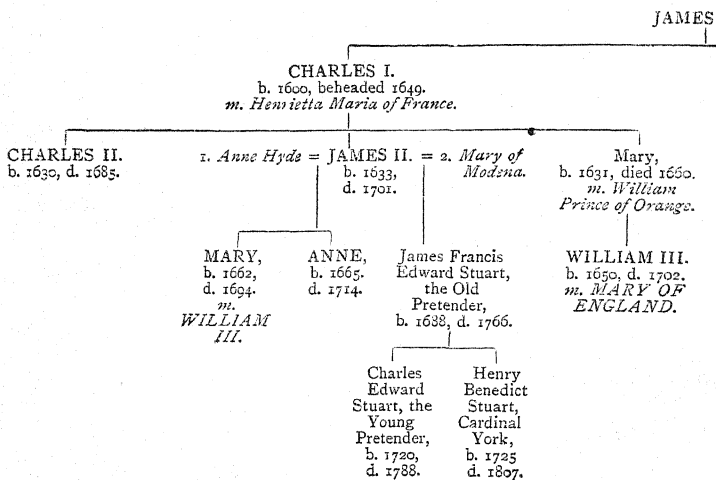 JAMES
CHARLES I.
b. 1600, beheaded 1649.
m. Henrietta Maria of France.
CHARLES II.
b. 1630, d. 1685.
1. Anne Hyde = JAMES II. = 2. Mary of
Modena.
b. 1633,
d. 1701.
Mary,
b. 1631, died 1660.
m. William
Prince of Orange.
MARY,
b. 1662,
d. 1694.
m.
WILLIAM
III.
ANNE,
b. 1665.
d. 1714.
James Francis
Edward Stuart,
the Old
Pretender,
b. 1688, d. 1766.
WILLIAM III.
b. 1650, d. 1702.
m. MARY OF
ENGLAND.
Charles
Edward
Stuart, the
Young
Pretender,
b. 1720,
d. 1788.
Henry
Benedict
Stuart,
Cardinal
York,
b. 1725
d. 1807.